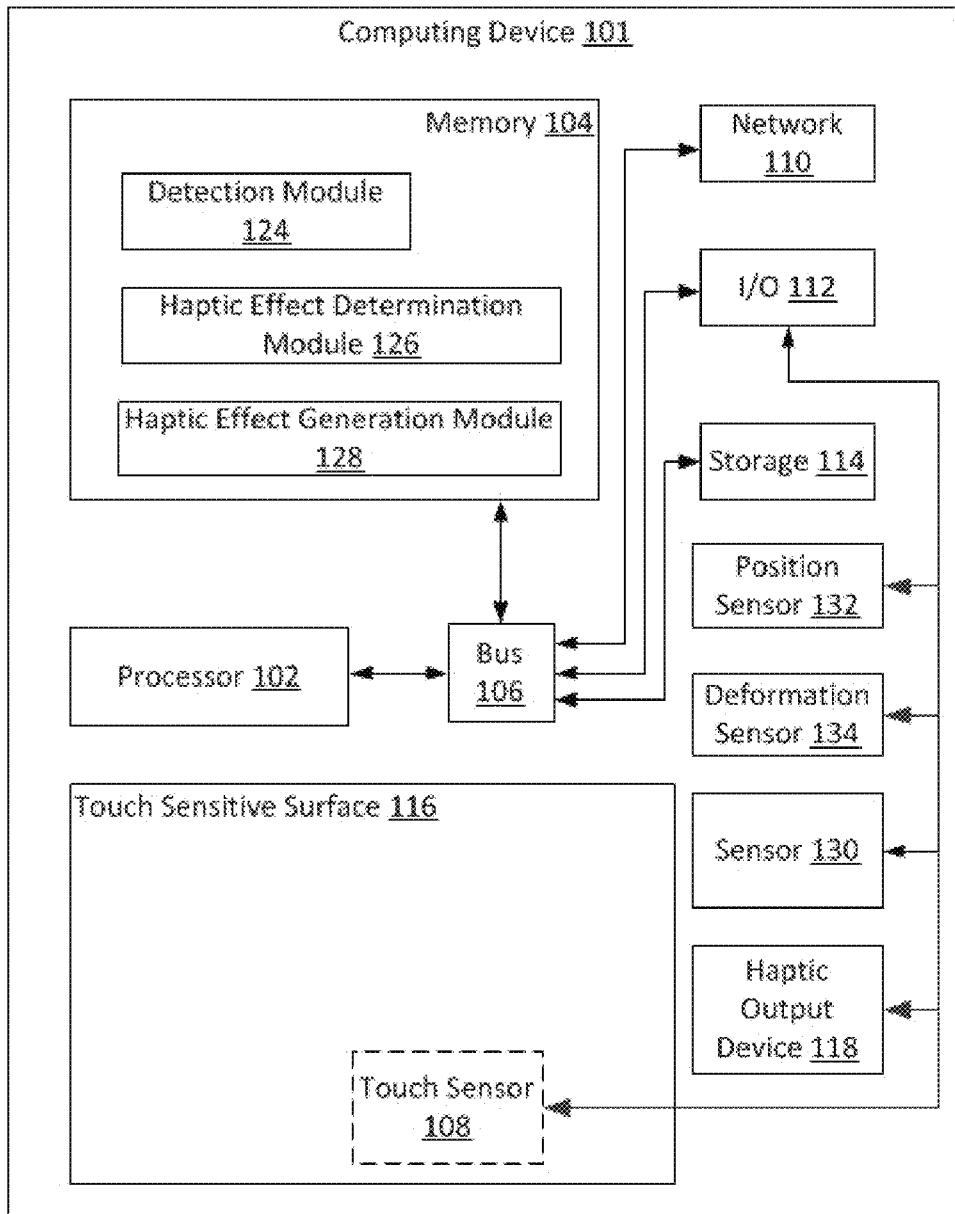 Computing Device 101
Memory 104
Detection Module
124
Haptic Effect Determination
Module 126
Haptic Effect Generation Module
128
Network
110
I/O 112
Storage 114
Position
Sensor 132
Processor 102
Bus
106
Deformation
Sensor 134
Touch Sensitive Surface 116
Sensor 130
Haptic
Output
Device 118
Touch Sensor
108